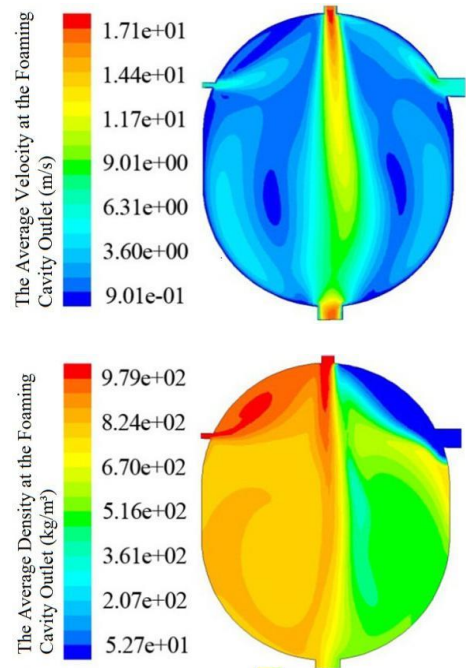 The Average Velocity at the Foaming
Cavity Outlet (m/s)
1.71e+01
1.44e+01
1.17e+01
9.01e+00
6.31e+00
3.60e+00
9.01e-01
The Average Density at the Foaming
Cavity Outlet (kg/m³)
9.79e+02
8.24e+02
6.70e+02
5.16e+02
3.61e+02
2.07e+02
5.27e+01